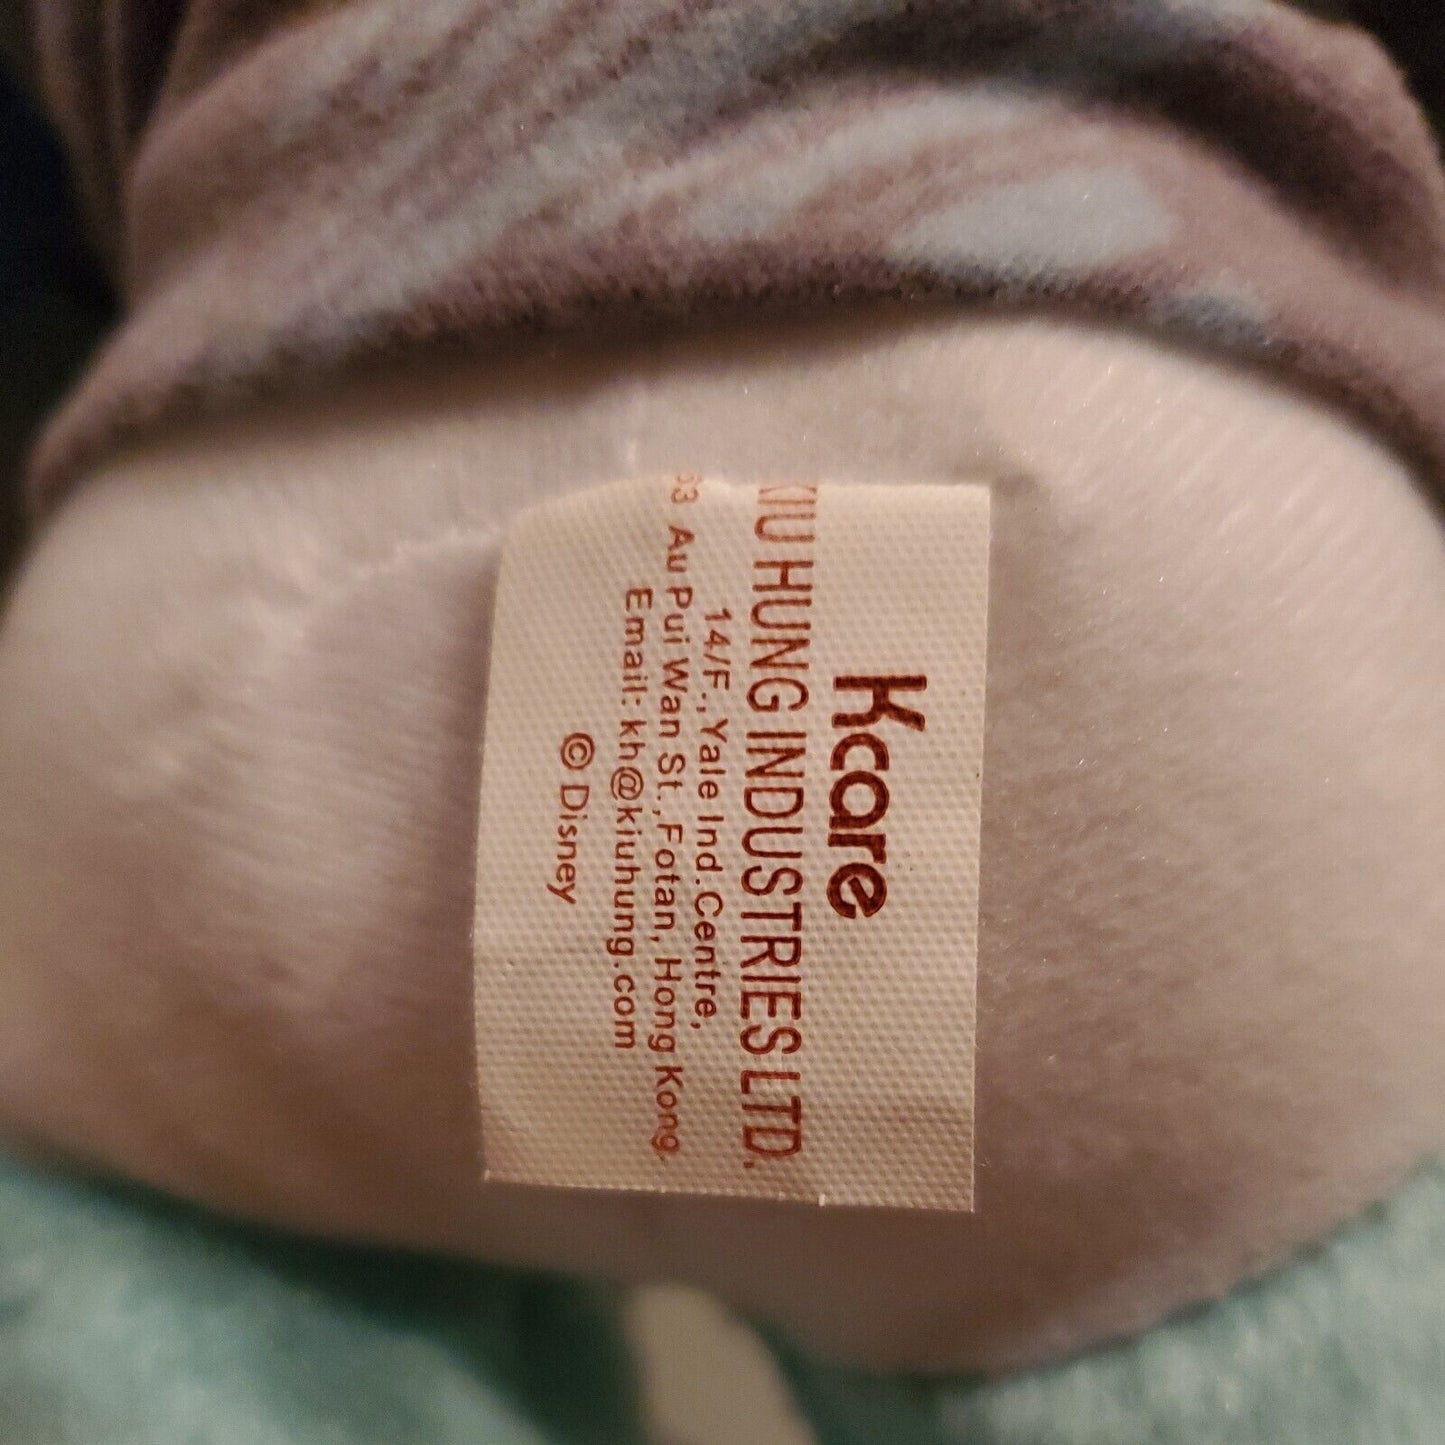 Kcare
KIU HUNG INDUSTRIES LTD.
14/F.,Yale Ind.Centre,
Au Pui Wan St.,Fotan,Hong Kong.
Email: kh@kiuhung.com
© Disney